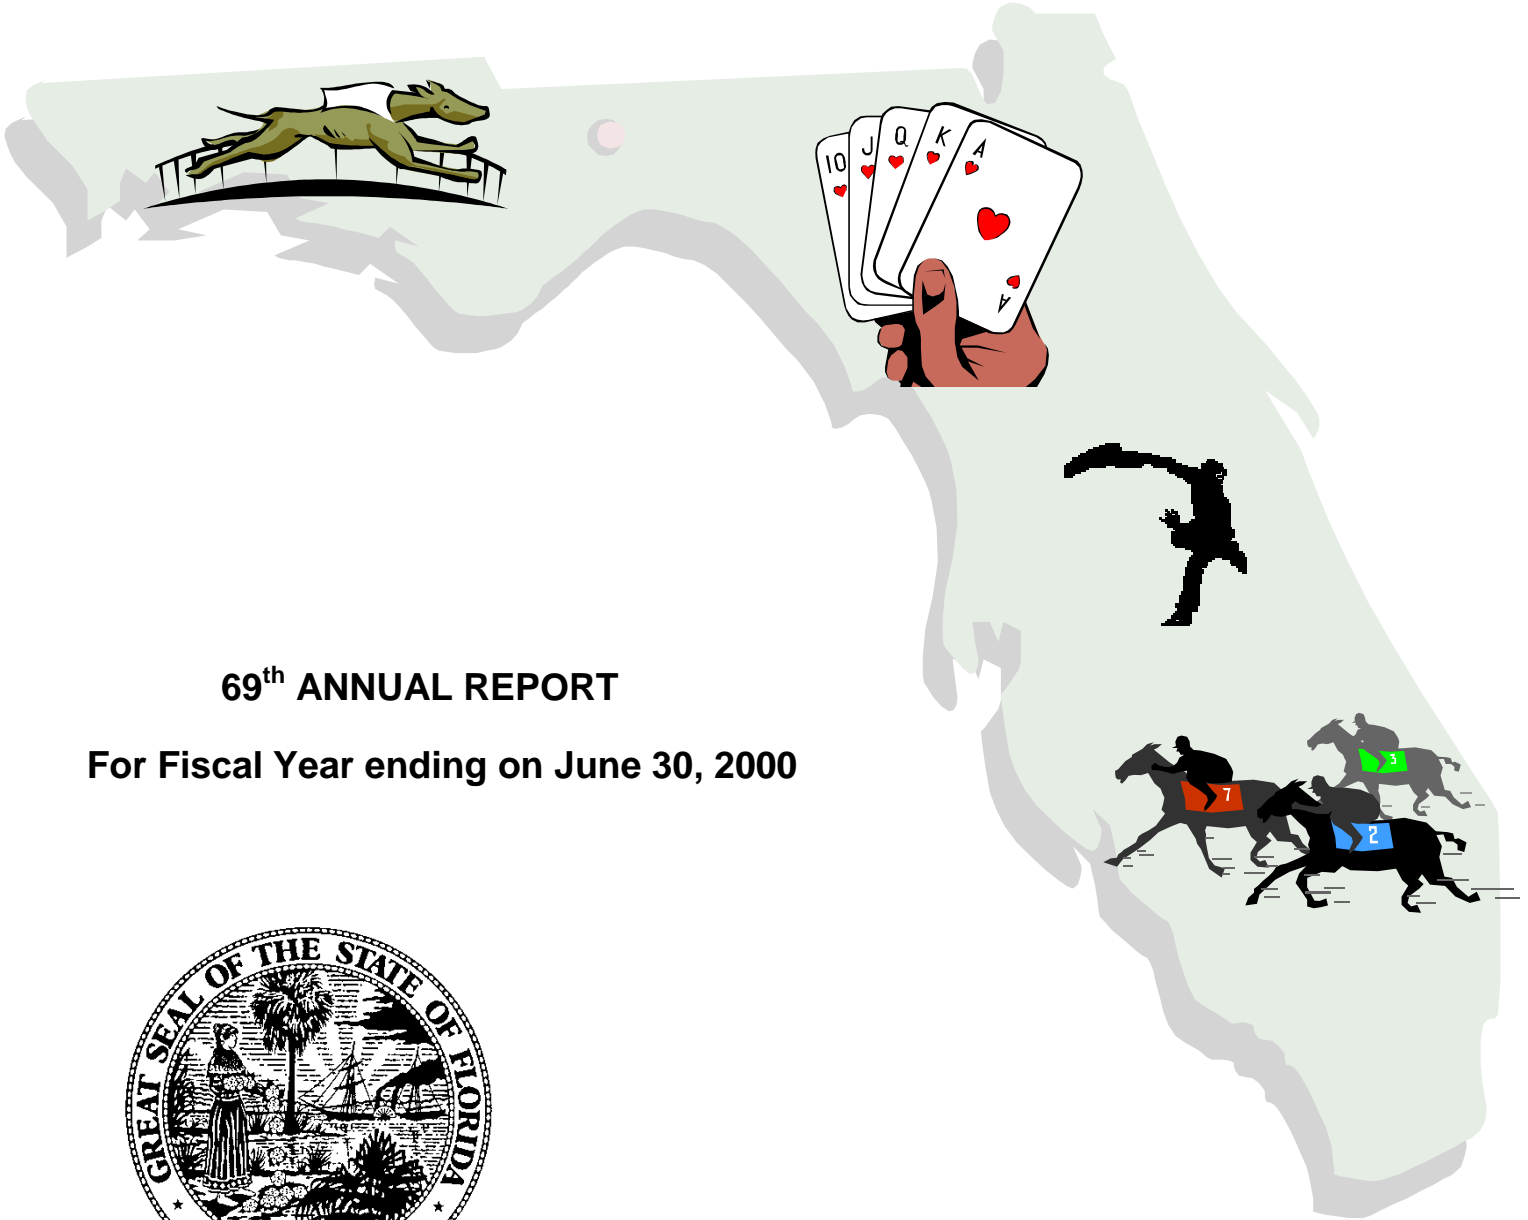 10 J Q K A
A
69th ANNUAL REPORT
For Fiscal Year ending on June 30, 2000
3
7
2
GREAT SEAL OF THE STATE OF FLORIDA